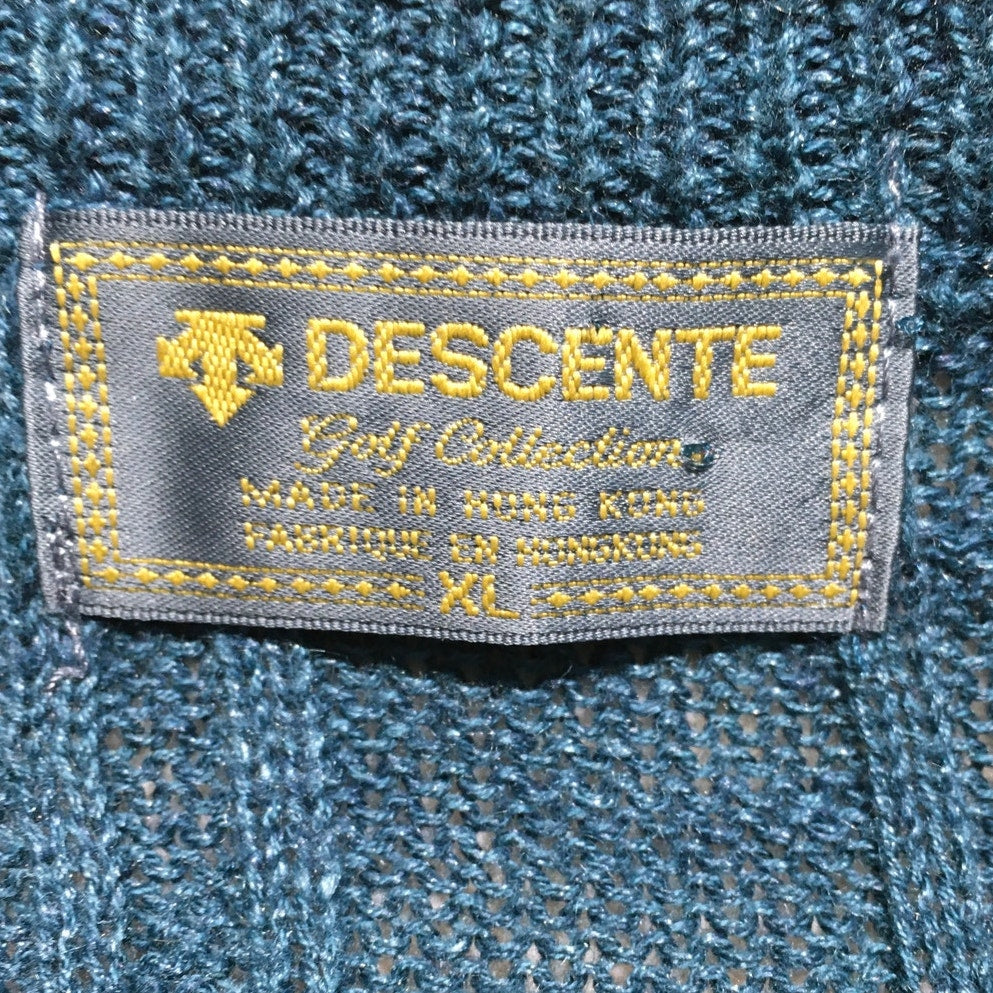 DESCENTE
Golf Collection
MADE IN HONG KONG
FABRIQUE EN HONGKONG
XL